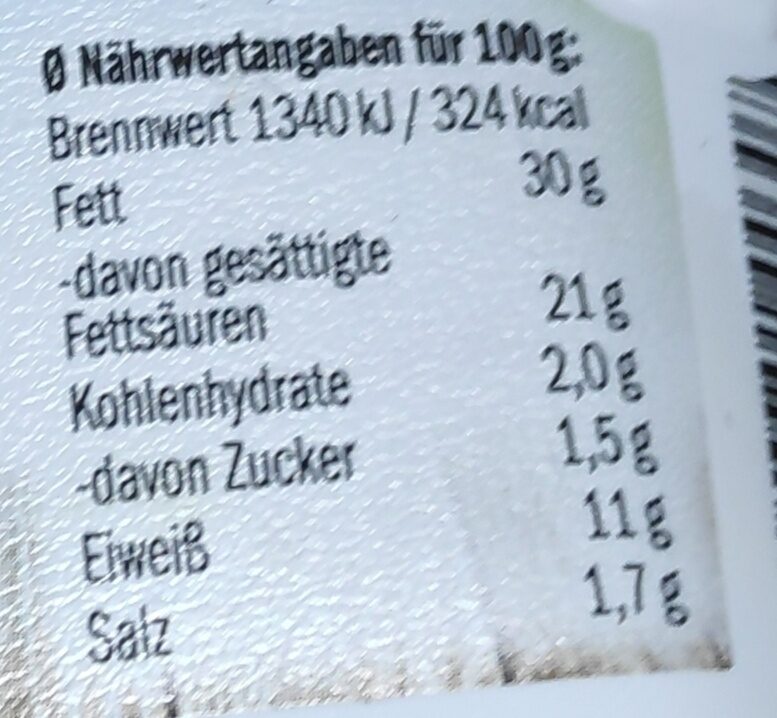 Ø Nährwertangaben für 100g:
Brennwert 1340 kJ / 324 kcal
Fett 30 g
-davon gesättigte
Fettsäuren 21 g
Kohlenhydrate 2,0 g
-davon Zucker 1,5 g
Eiweiß 11 g
Salz 1,7 g